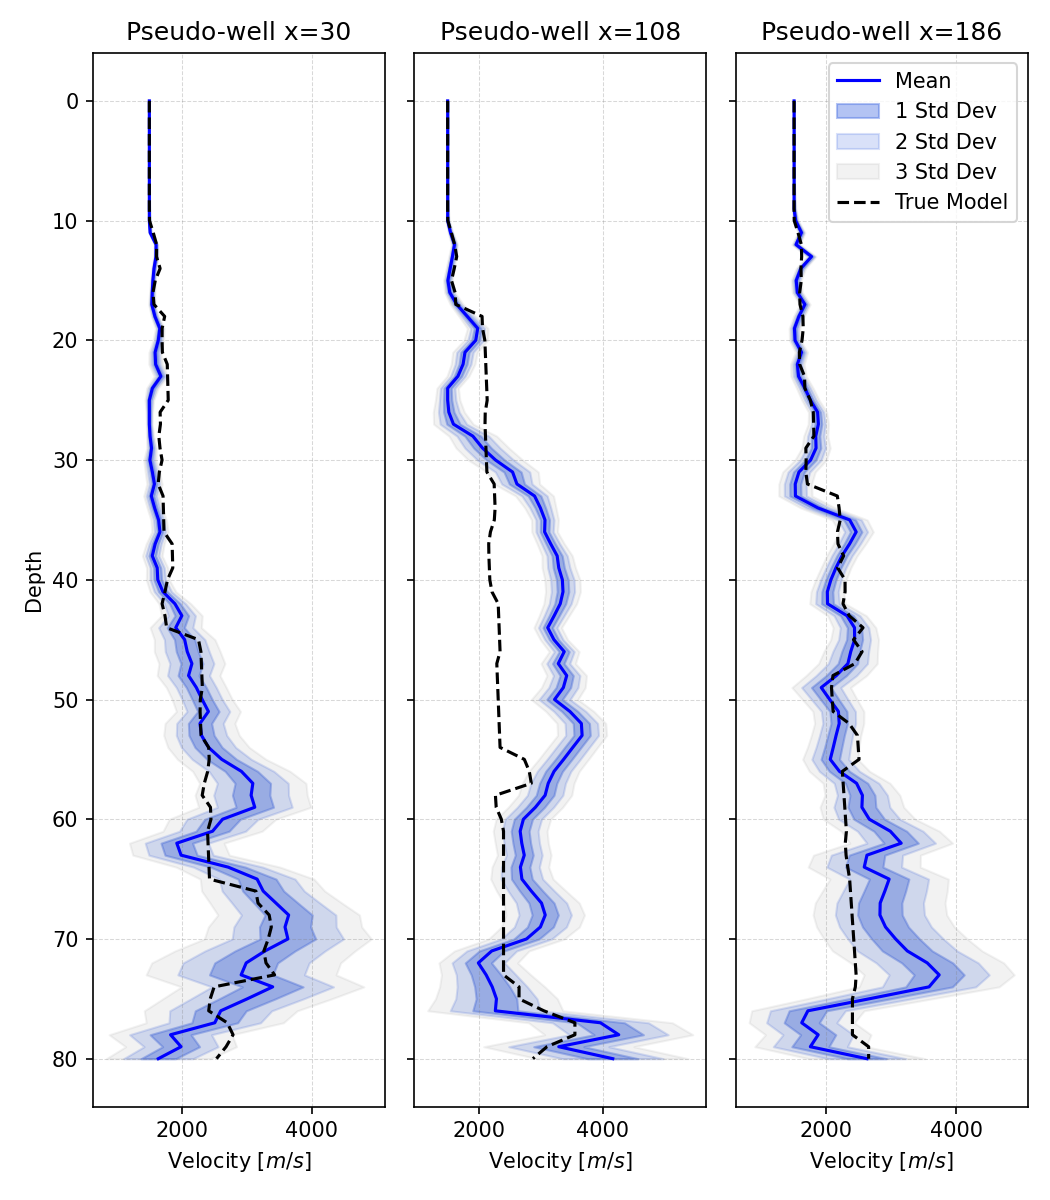 Pseudo-well x=30
Pseudo-well x=108
Pseudo-well x=186
Mean
1 Std Dev
2 Std Dev
3 Std Dev
True Model
Depth
0
10
20
30
40
50
60
70
80
2000 4000
2000 4000
2000 4000
Velocity [m/s]
Velocity [m/s]
Velocity [m/s]